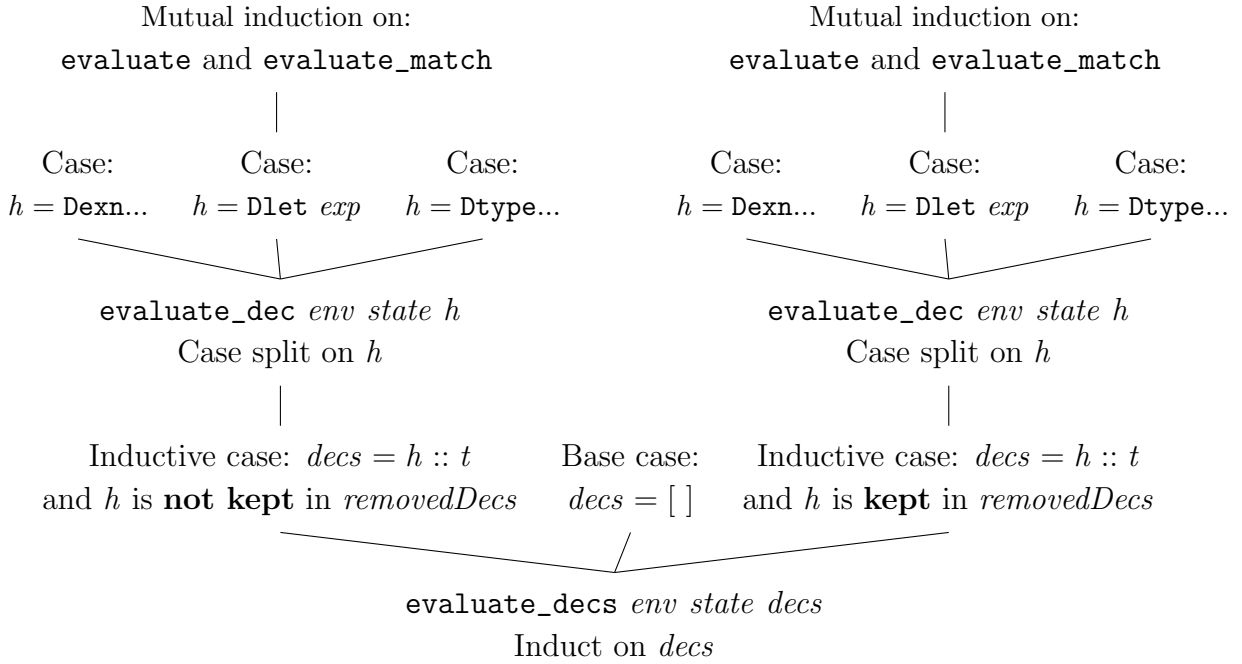 Mutual induction on:
evaluate and evaluate_match
Mutual induction on:
evaluate and evaluate_match
Case:
h = Dexn...
Case:
h = Dlet exp
Case:
h = Dtype...
Case:
h = Dexn...
Case:
h = Dlet exp
Case:
h = Dtype...
evaluate_dec env state h
Case split on h
evaluate_dec env state h
Case split on h
Inductive case: decs = h :: t
and h is not kept in removedDecs
Base case:
decs = [ ]
Inductive case: decs = h :: t
and h is kept in removedDecs
evaluate_decs env state decs
Induct on decs